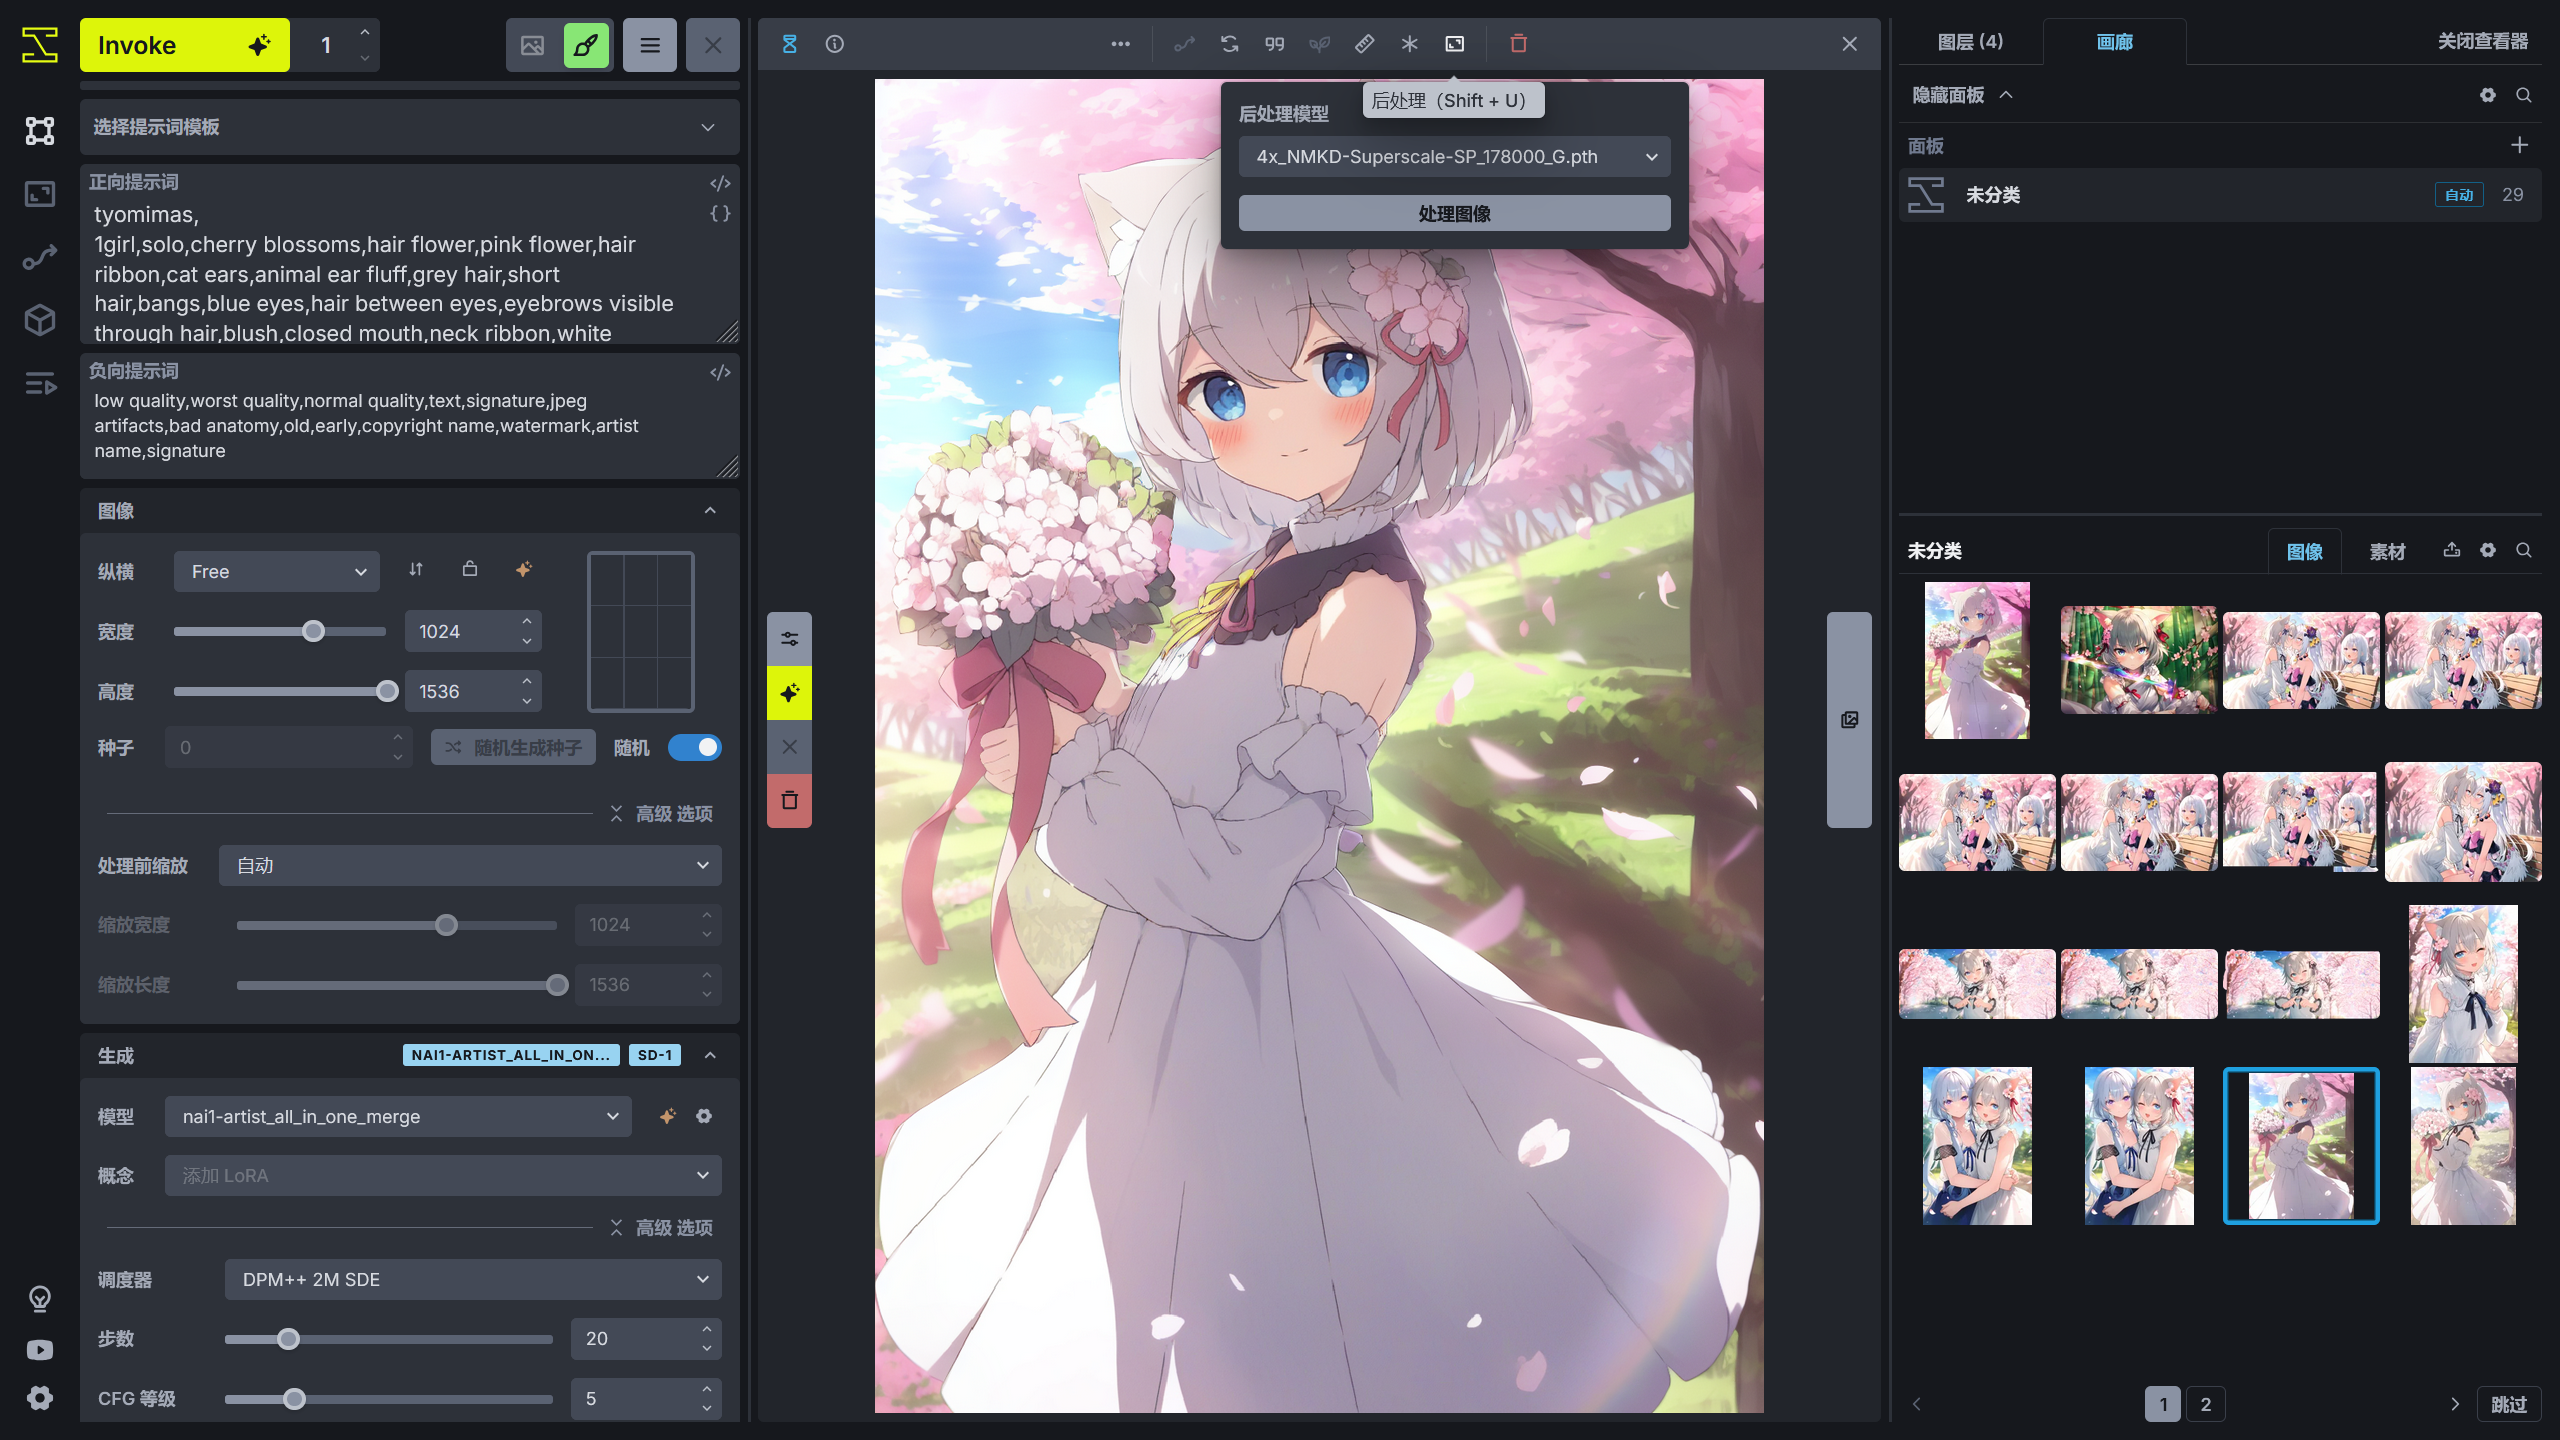 Invoke
1
选择提示词模板
正向提示词
tyomimas,
1girl,solo,cherry blossoms,hair flower,pink flower,hair
ribbon,cat ears,animal ear fluff,grey hair,short
hair,bangs,blue eyes,hair between eyes,eyebrows visible
through hair,blush,closed mouth,neck ribbon,white
负向提示词
low quality,worst quality,normal quality,text,signature,jpeg
artifacts,bad anatomy,old,early,copyright name,watermark,artist
name,signature
图像
纵横
Free
宽度
1024
高度
1536
种子
0
随机生成种子
随机
高级 选项
处理前缩放
自动
缩放宽度
1024
缩放长度
1536
生成
NAI1-ARTIST_ALL_IN_ON...
SD-1
模型
nai1-artist_all_in_one_merge
概念
添加 LoRA
高级 选项
调度器
DPM++ 2M SDE
步数
20
CFG 等级
5
后处理（Shift + U）
后处理模型
4x_NMKD-Superscale-SP_178000_G.pth
处理图像
图层 (4)
画廊
关闭查看器
隐藏面板
面板
未分类
自动
29
未分类
图像
素材
1
2
跳过